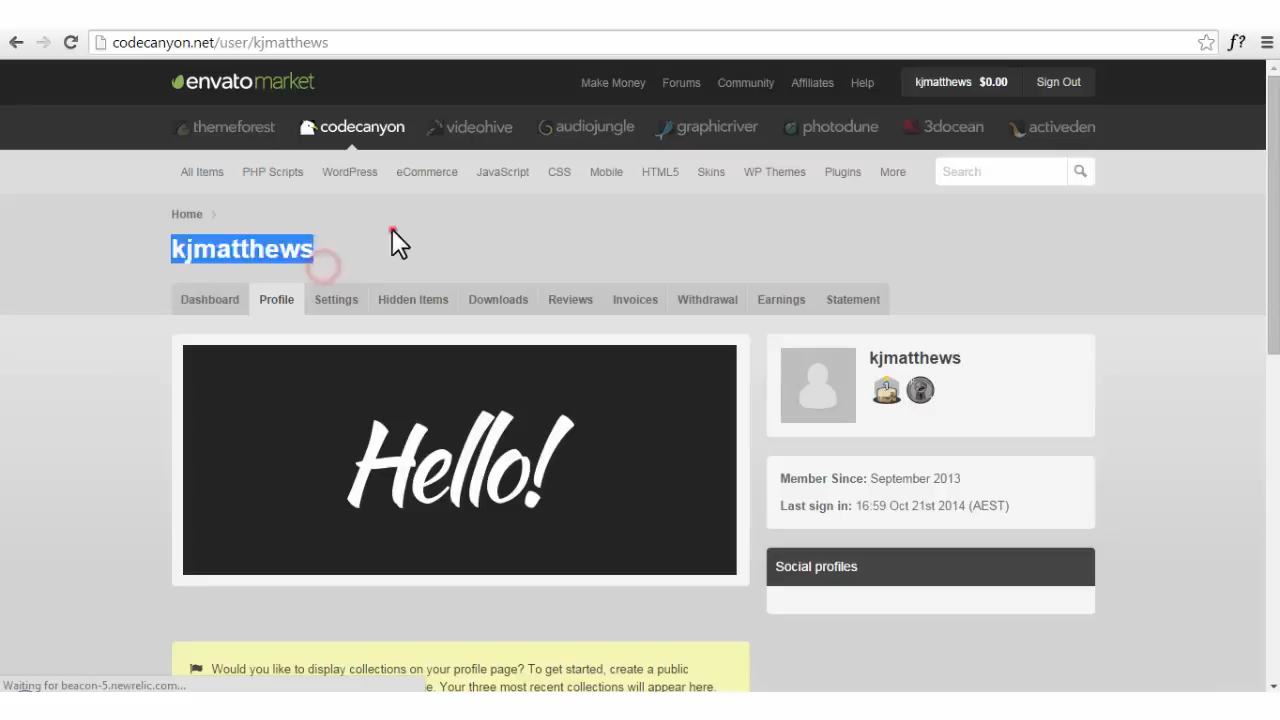 codecanyon.net/user/kjmatthews
f?
envatomarket
Make Money Forums Community Affiliates Help kjmatthews $0.00 Sign Out
themeforest codecanyon videohive audiojungle graphicriver photodune 3docean activeden
All Items PHP Scripts WordPress eCommerce JavaScript CSS Mobile HTML5 Skins WP Themes Plugins More Search
Home
kjmatthews
Dashboard Profile Settings Hidden Items Downloads Reviews Invoices Withdrawal Earnings Statement
Hello!
kjmatthews
Member Since: September 2013
Last sign in: 16:59 Oct 21st 2014 (AEST)
Social profiles
Would you like to display collections on your profile page? To get started, create a public
e. Your three most recent collections will appear here.
Waiting for beacon-5.newrelic.com...